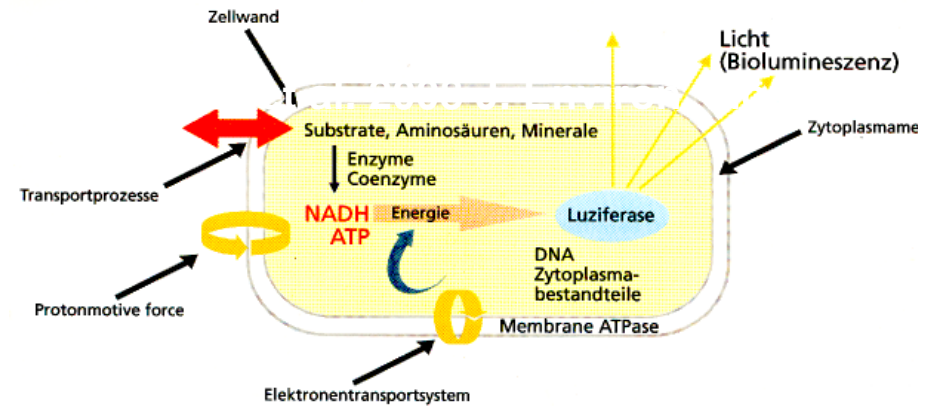 Zellwand
Licht
(Biolumineszenz)
Substrate, Aminosäuren, Minerale
Zytoplasmame
Enzyme
Coenzyme
Transportprozesse
NADH
Energie
Luziferase
ATP
DNA
Zytoplasma-
bestandteile
Protonmotive force
Membrane ATPase
Elektronentransportsystem